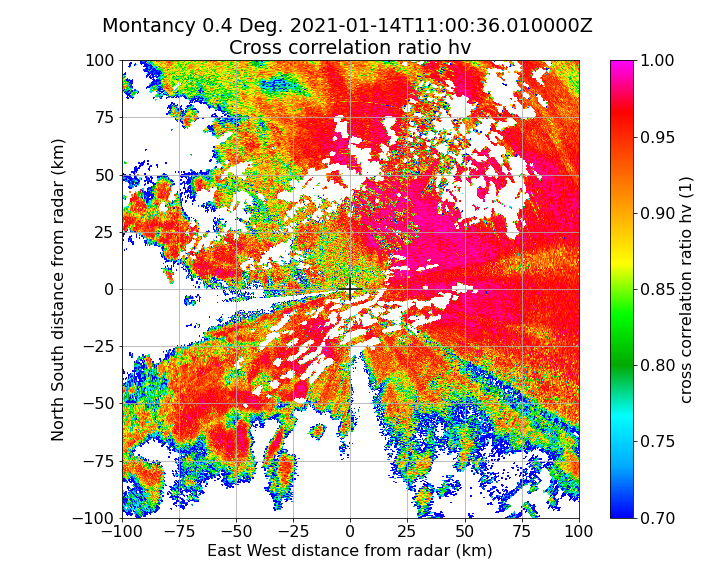 Montancy 0.4 Deg. 2021-01-14T11:00:36.010000Z
Cross correlation ratio hv
100
75
50
25
0
−25
−50
−75
−100
North South distance from radar (km)
−100 −75 −50 −25 0 25 50 75 100
East West distance from radar (km)
1.00
0.95
0.90
0.85
0.80
0.75
0.70
cross correlation ratio hv (1)